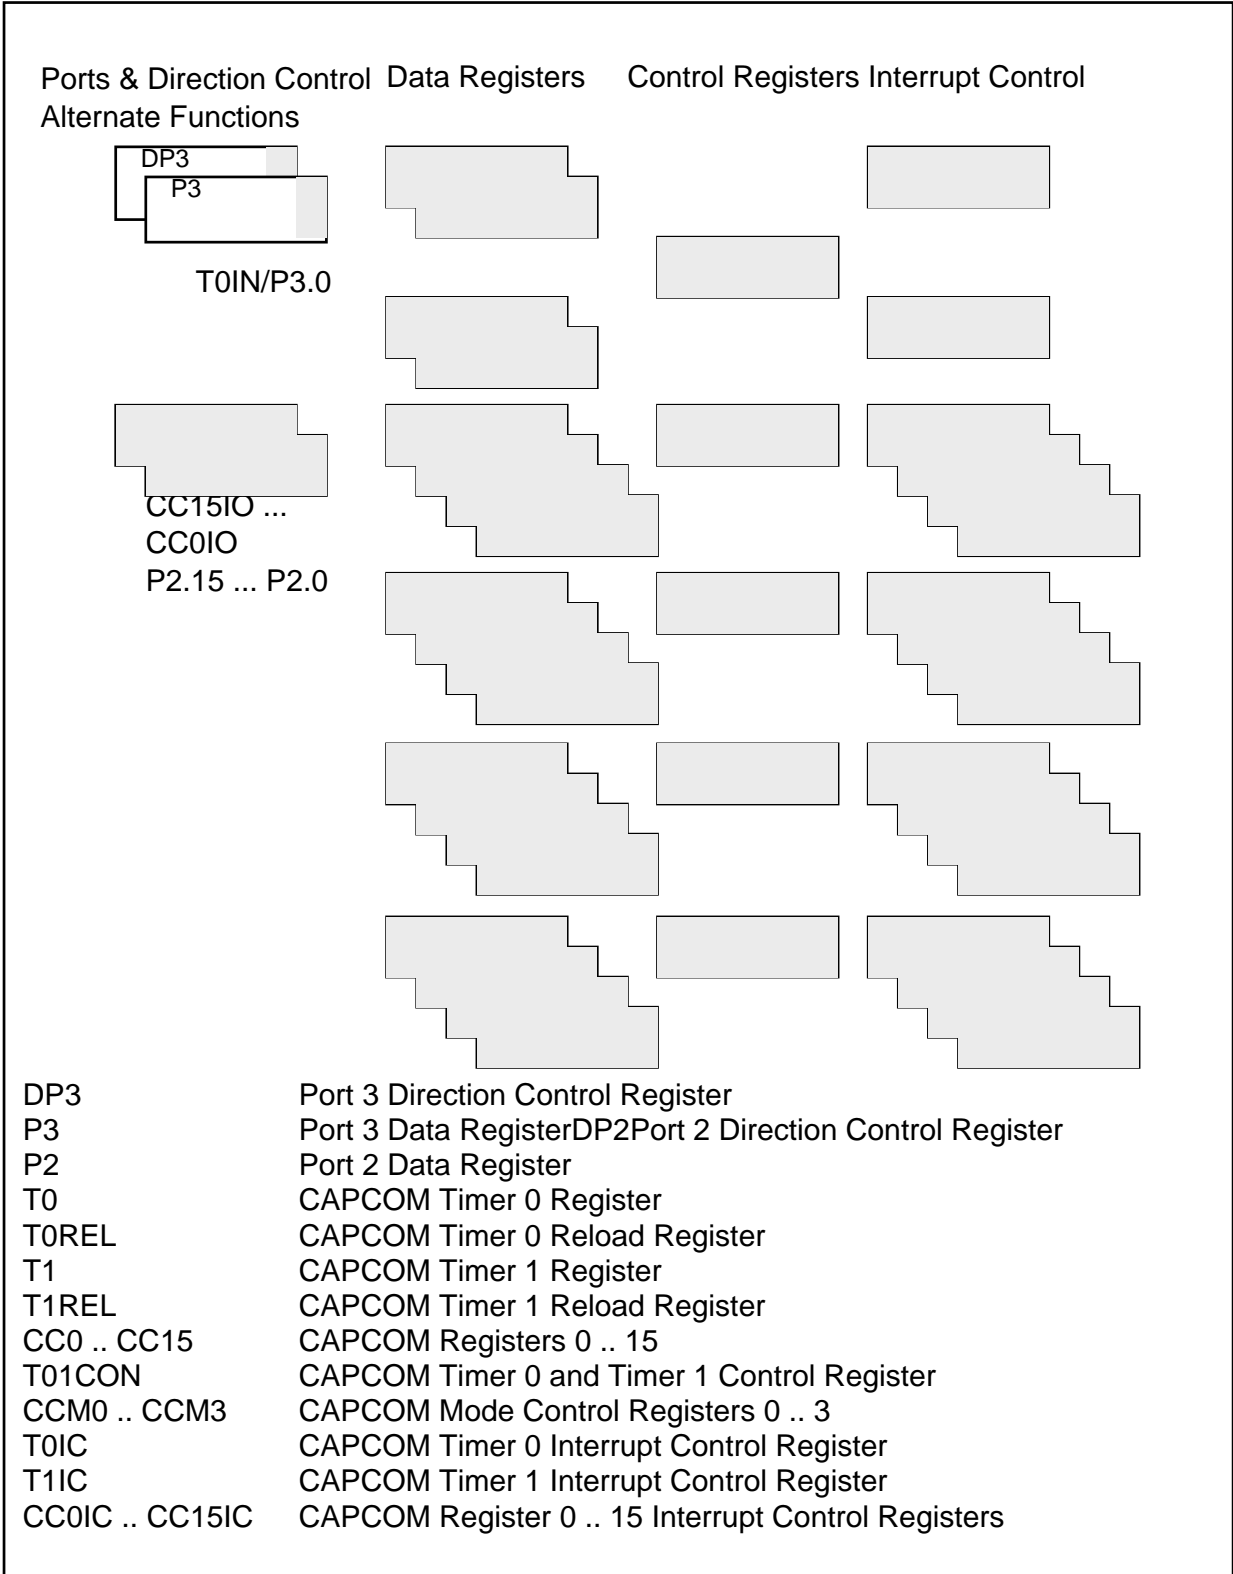 Ports & Direction Control Data Registers Control Registers Interrupt Control
Alternate Functions
DP3
P3
T0IN/P3.0
CC15IO ...
CC0IO
P2.15 ... P2.0
DP3 Port 3 Direction Control Register
P3 Port 3 Data RegisterDP2Port 2 Direction Control Register
P2 Port 2 Data Register
T0 CAPCOM Timer 0 Register
T0REL CAPCOM Timer 0 Reload Register
T1 CAPCOM Timer 1 Register
T1REL CAPCOM Timer 1 Reload Register
CC0 .. CC15 CAPCOM Registers 0 .. 15
T01CON CAPCOM Timer 0 and Timer 1 Control Register
CCM0 .. CCM3 CAPCOM Mode Control Registers 0 .. 3
T0IC CAPCOM Timer 0 Interrupt Control Register
T1IC CAPCOM Timer 1 Interrupt Control Register
CC0IC .. CC15IC CAPCOM Register 0 .. 15 Interrupt Control Registers